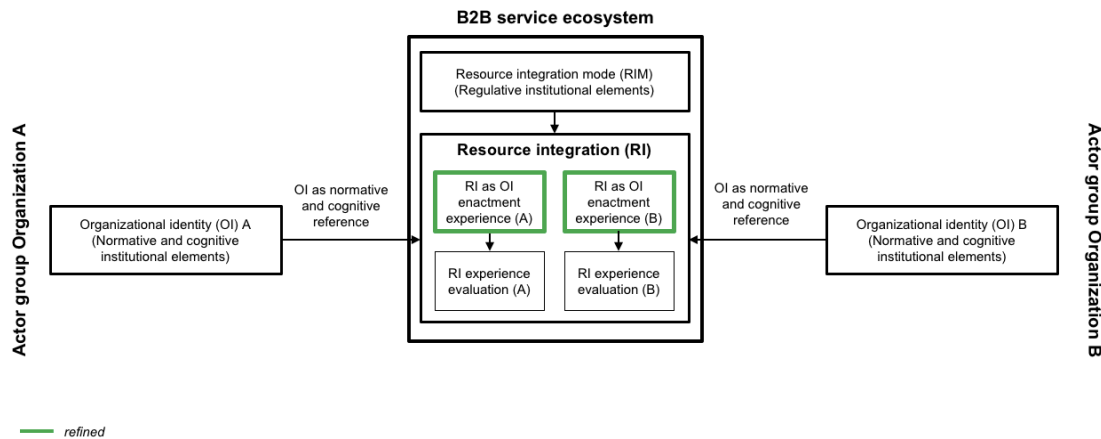 B2B service ecosystem
Resource integration mode (RIM)
(Regulative institutional elements)
Resource integration (RI)
RI as OI
enactment
experience (A)
RI as OI
enactment
experience (B)
RI experience
evaluation (A)
RI experience
evaluation (B)
Actor group Organization A
Organizational identity (OI) A
(Normative and cognitive
institutional elements)
OI as normative
and cognitive
reference
OI as normative
and cognitive
reference
Organizational identity (OI) B
(Normative and cognitive
institutional elements)
Actor group Organization B
refined